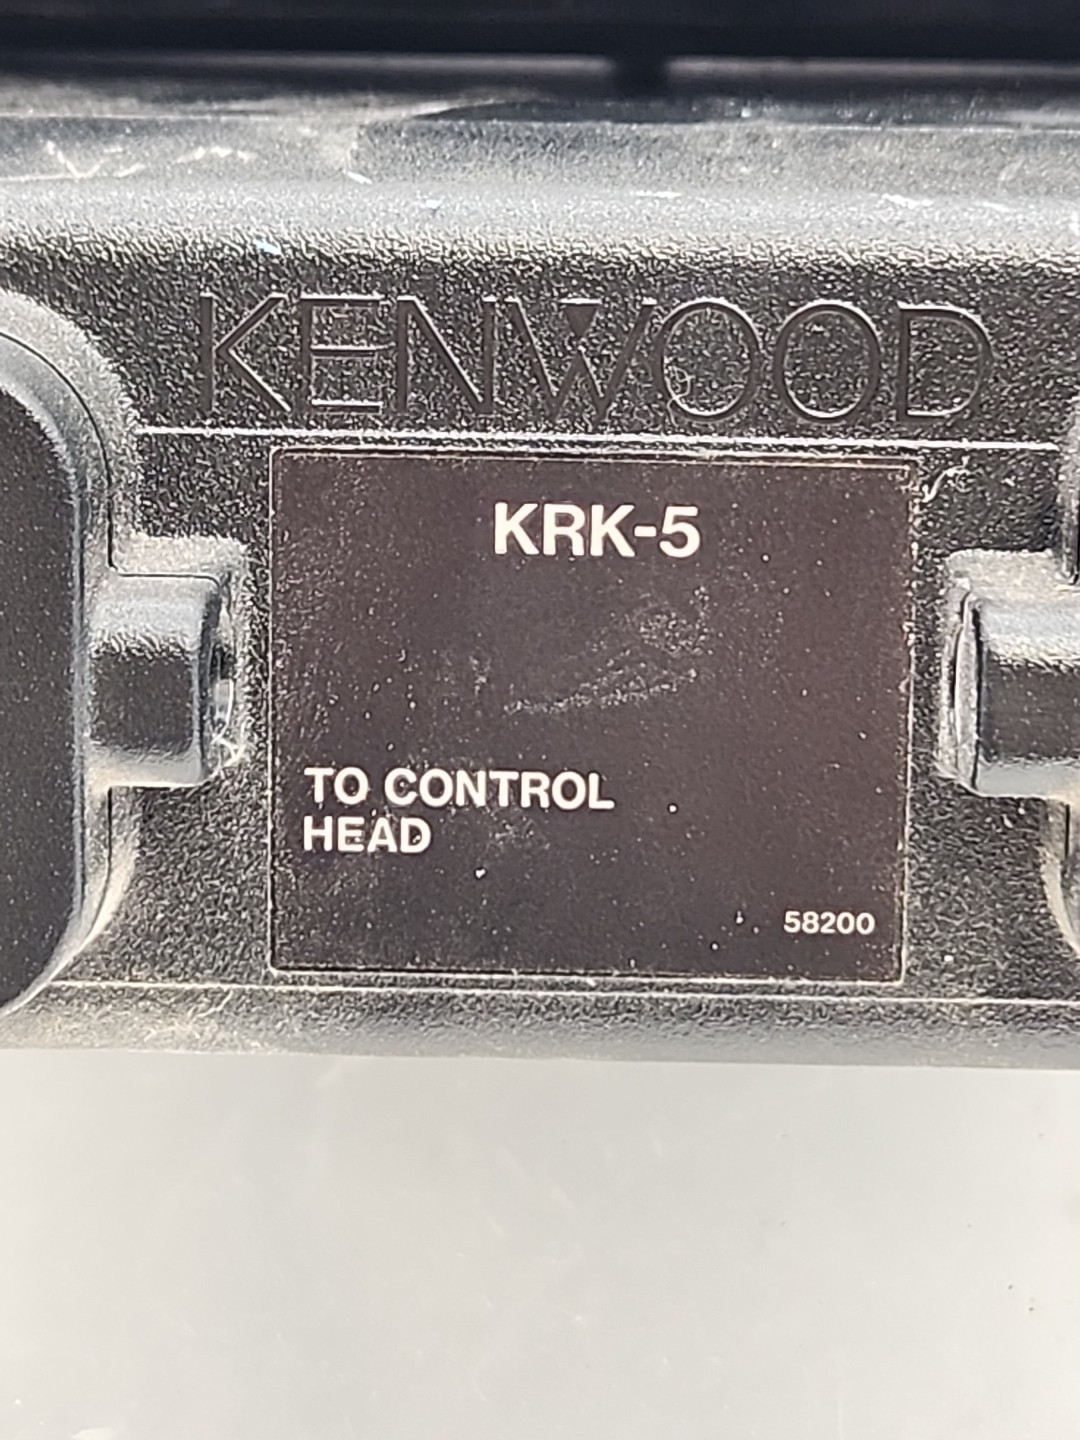 KENWOOD
KRK-5
TO CONTROL
HEAD
58200